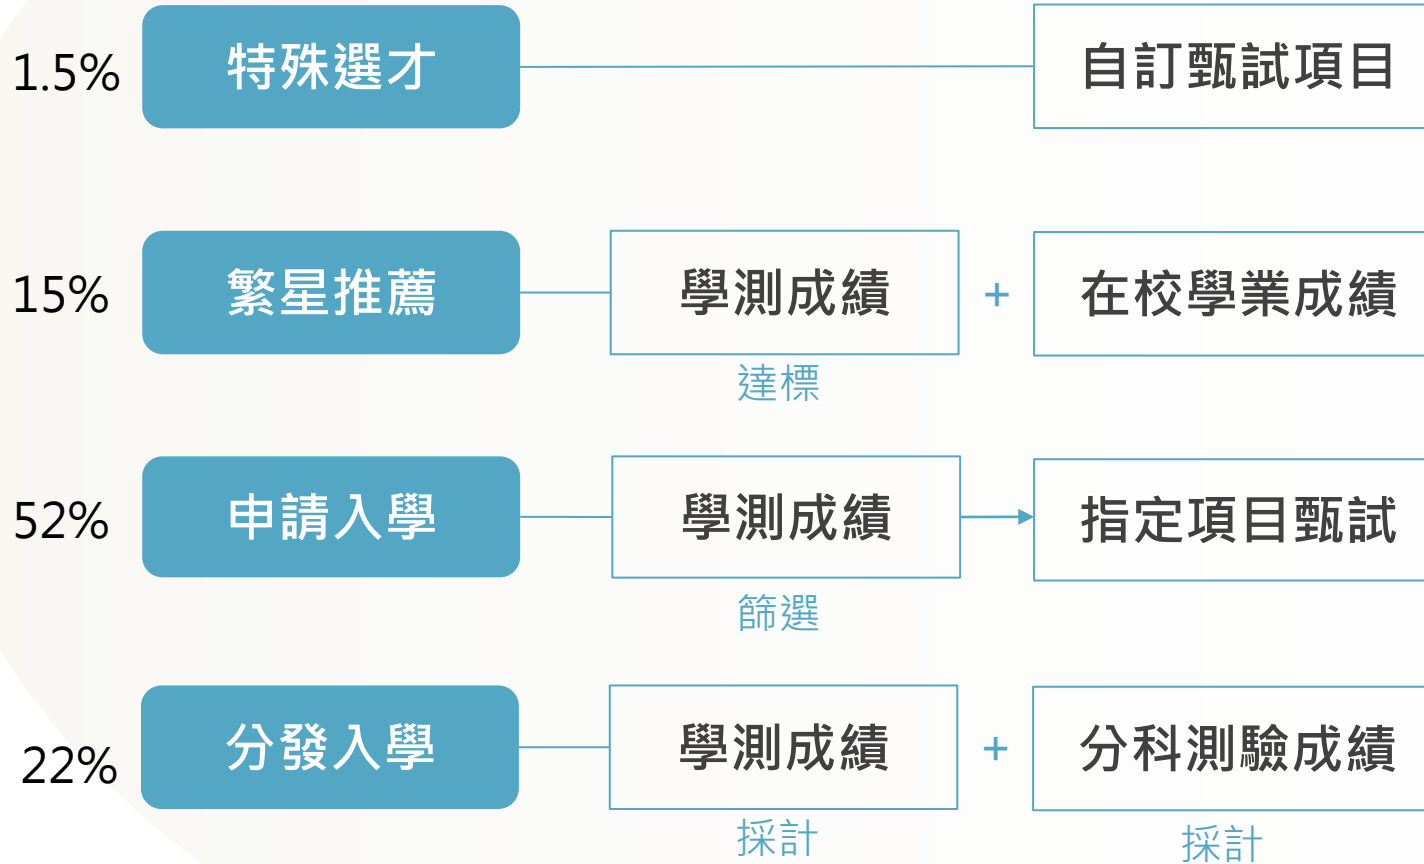 1.5% 特殊選才 自訂甄試項目
15% 繁星推薦 學測成績 + 在校學業成績
達標
52% 申請入學 學測成績 指定項目甄試
篩選
22% 分發入學 學測成績 + 分科測驗成績
採計 採計